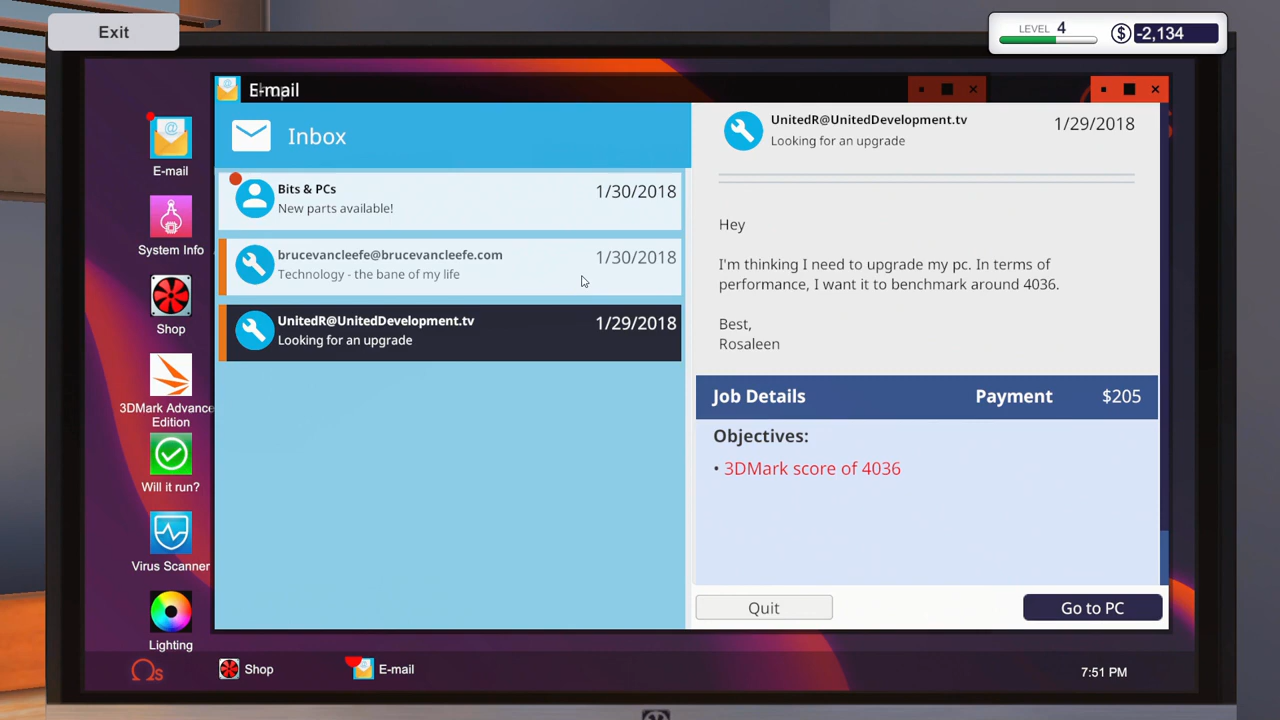 Exit
LEVEL 4
$ -2,134
E-mail
E-mail
System Info
Shop
3DMark Advance
Edition
Will it run?
Virus Scanner
Lighting
Inbox
Bits & PCs
1/30/2018
New parts available!
brucevancleefe@brucevancleefe.com
1/30/2018
Technology - the bane of my life
UnitedR@UnitedDevelopment.tv
1/29/2018
Looking for an upgrade
UnitedR@UnitedDevelopment.tv
1/29/2018
Looking for an upgrade
Hey
I'm thinking I need to upgrade my pc. In terms of
performance, I want it to benchmark around 4036.
Best,
Rosaleen
Job Details Payment $205
Objectives:
• 3DMark score of 4036
Quit
Go to PC
Ωs
Shop
E-mail
7:51 PM